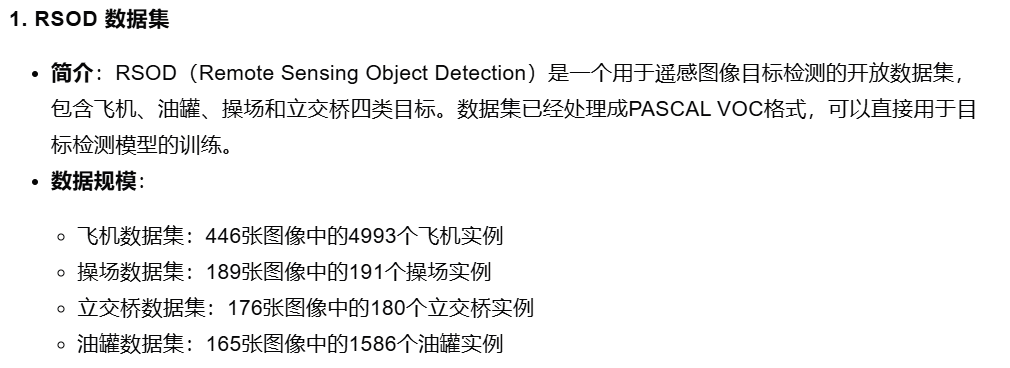 1. RSOD 数据集
• 简介：RSOD（Remote Sensing Object Detection）是一个用于遥感图像目标检测的开放数据集，
包含飞机、油罐、操场和立交桥四类目标。数据集已经处理成PASCAL VOC格式，可以直接用于目
标检测模型的训练。
• 数据规模：
◦ 飞机数据集：446张图像中的4993个飞机实例
◦ 操场数据集：189张图像中的191个操场实例
◦ 立交桥数据集：176张图像中的180个立交桥实例
◦ 油罐数据集：165张图像中的1586个油罐实例